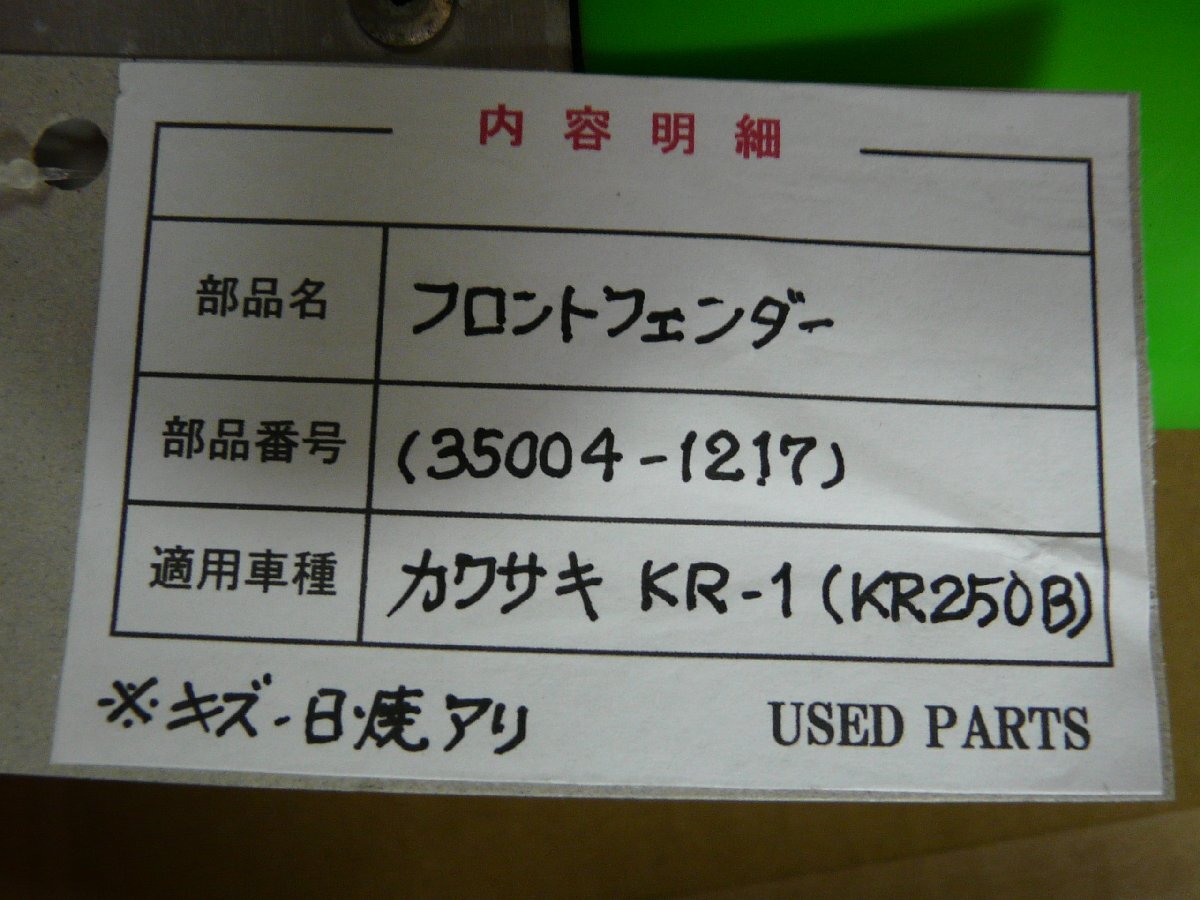 内容明細
部品名 フロントフェンダー
部品番号 (35004-1217)
適用車種 カワサキ KR-1(KR250B)
※キズ・日焼アリ USED PARTS